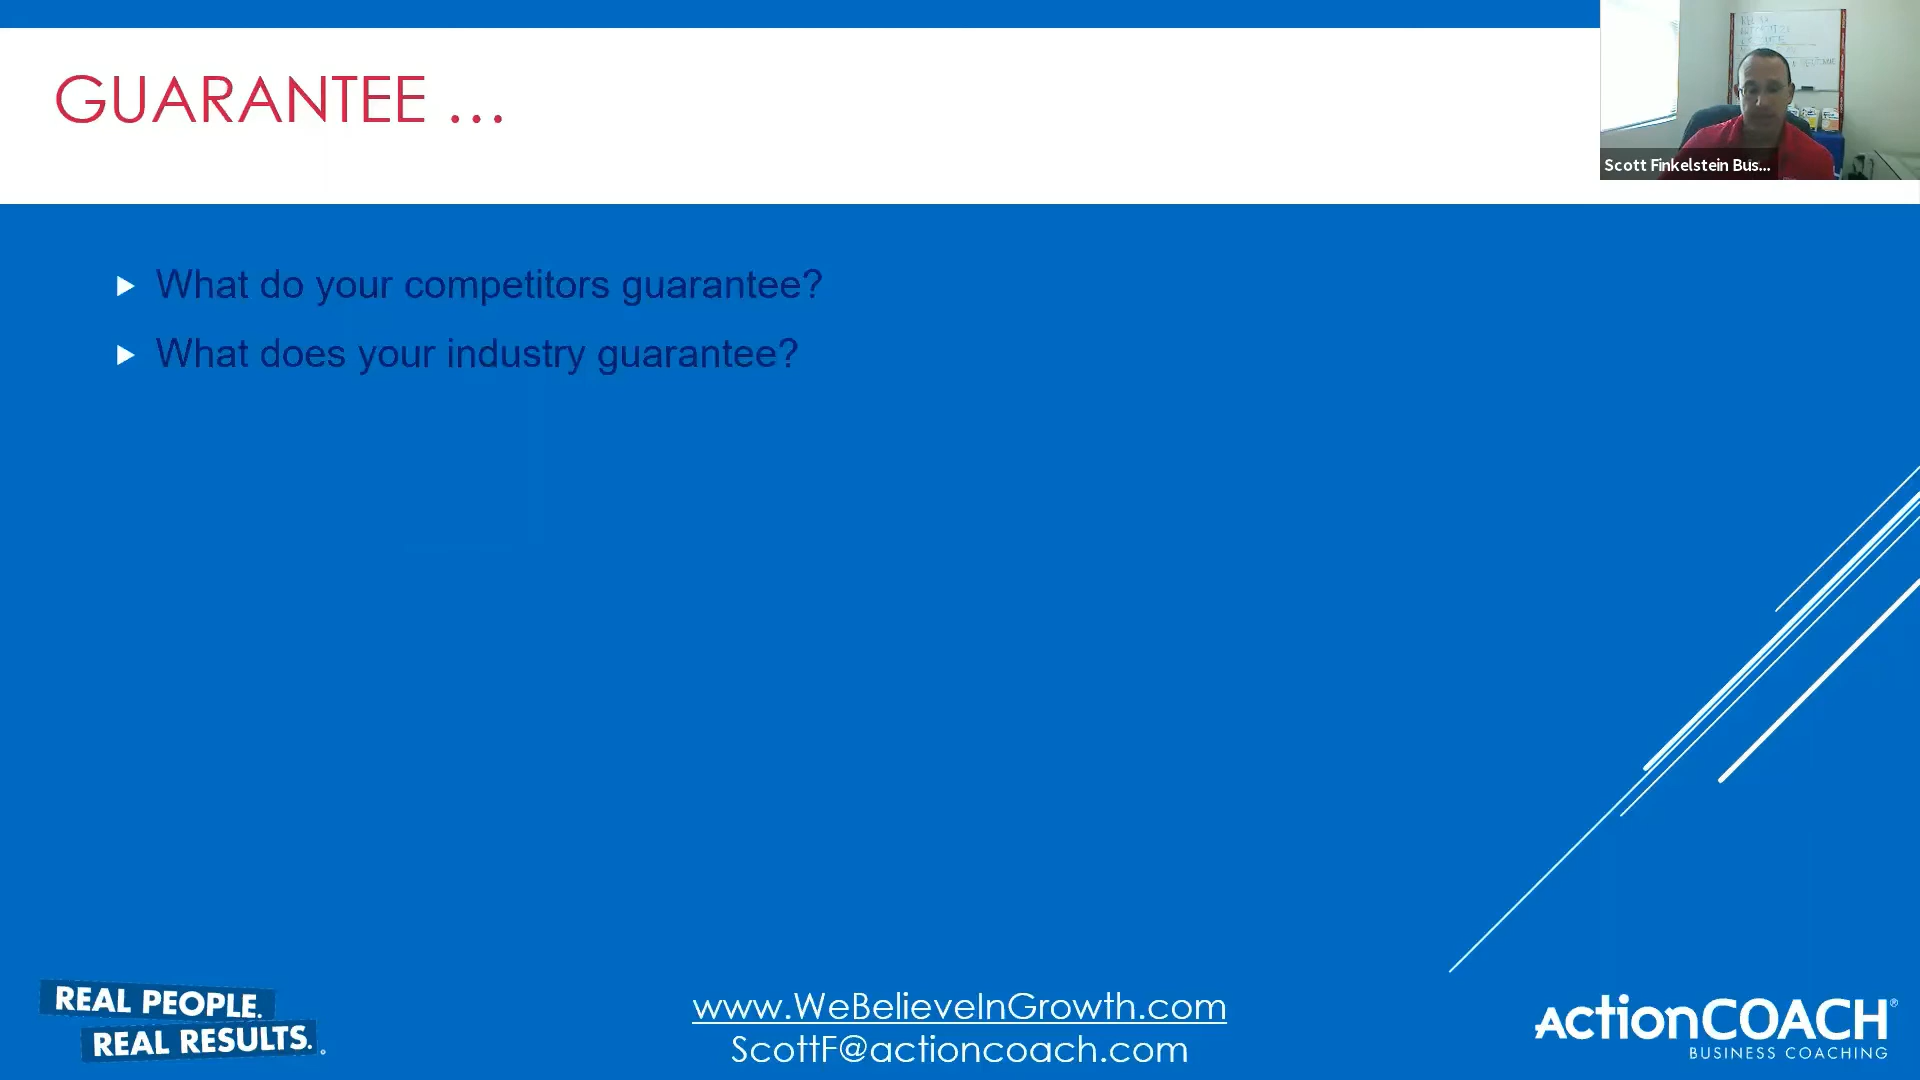 GUARANTEE ...
Scott Finkelstein Bus...
What do your competitors guarantee?
What does your industry guarantee?
REAL PEOPLE.
REAL RESULTS.
www.WeBelieveInGrowth.com
ScottF@actioncoach.com
ActionCOACH®
BUSINESS COACHING